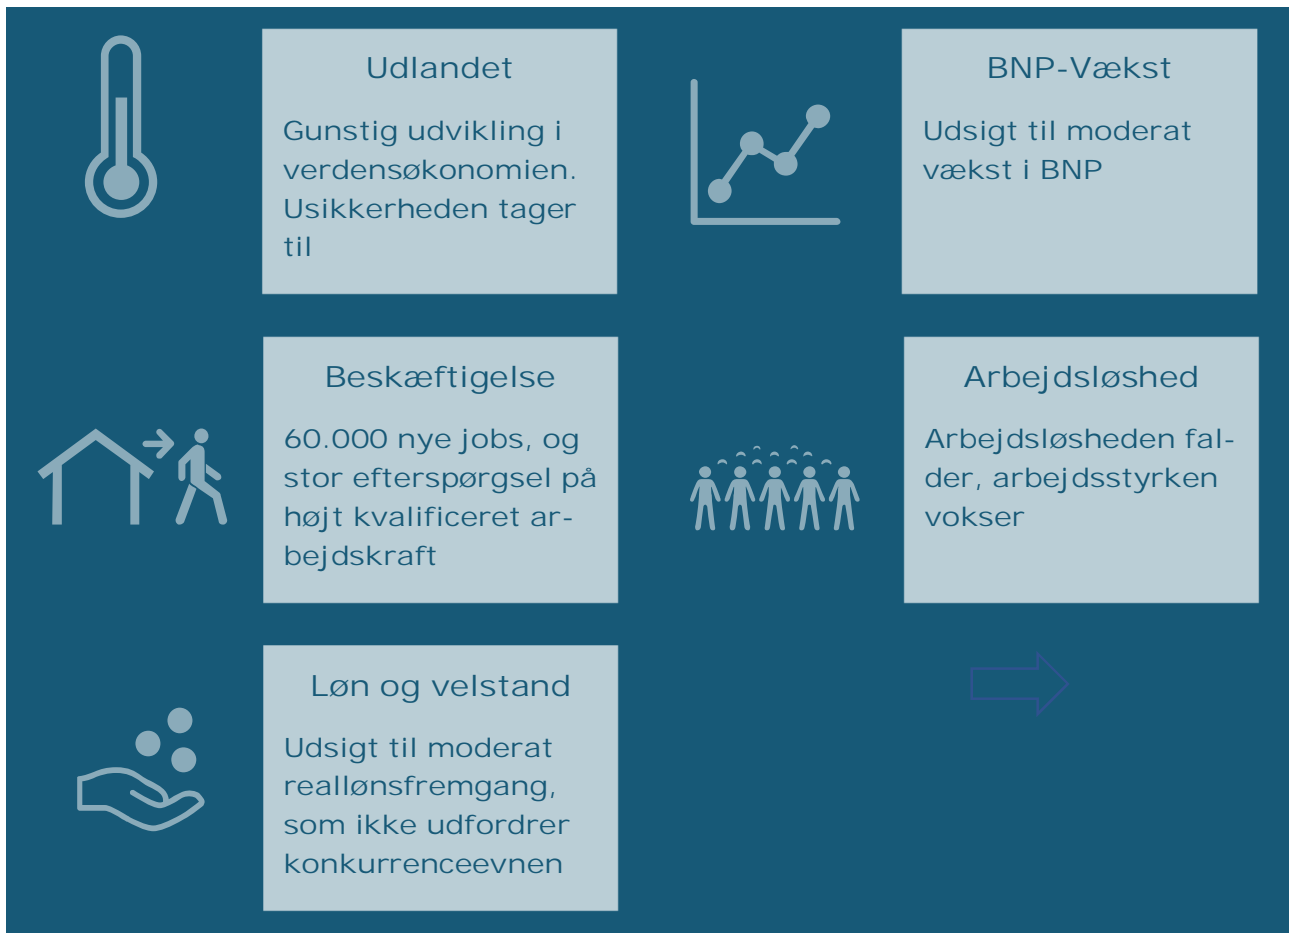 Udlandet
Gunstig udvikling i
verdensøkonomien.
Usikkerheden tager
til
BNP-Vækst
Udsigt til moderat
vækst i BNP
Beskæftigelse
60.000 nye jobs, og
stor efterspørgsel på
højt kvalificeret ar-
bejdskraft
Arbejdsløshed
Arbejdsløsheden fal-
der, arbejdsstyrken
vokser
Løn og velstand
Udsigt til moderat
reallønsfremgang,
som ikke udfordrer
konkurrenceevnen